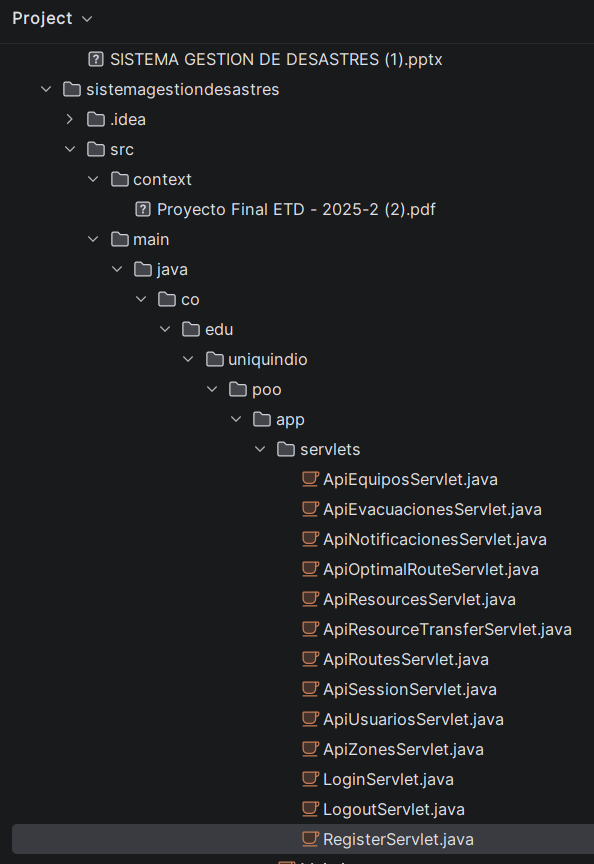 Project
SISTEMA GESTION DE DESASTRES (1).pptx
sistemagestiondesastres
.idea
src
context
Proyecto Final ETD - 2025-2 (2).pdf
main
java
co
edu
uniquindio
poo
app
servlets
ApiEquiposServlet.java
ApiEvacuacionesServlet.java
ApiNotificacionesServlet.java
ApiOptimalRouteServlet.java
ApiResourcesServlet.java
ApiResourceTransferServlet.java
ApiRoutesServlet.java
ApiSessionServlet.java
ApiUsuariosServlet.java
ApiZonesServlet.java
LoginServlet.java
LogoutServlet.java
RegisterServlet.java